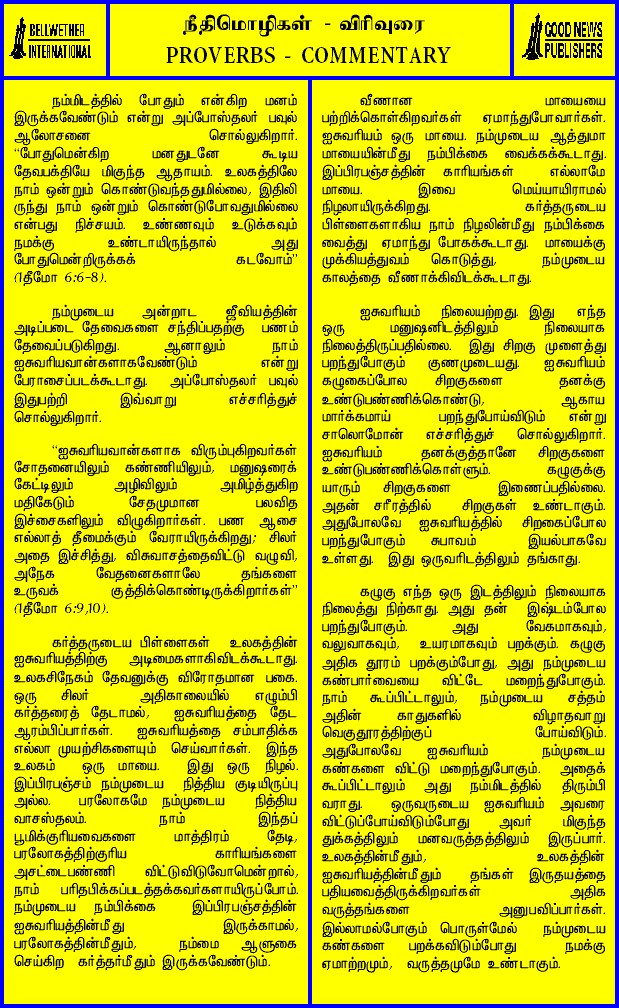 BELLWETHER
INTERNATIONAL
நீதிமொழிகள் - விரிவுரை
PROVERBS - COMMENTARY
GOOD NEWS
PUBLISHERS
நம்மிடத்தில் போதும் என்கிற மனம்
இருக்கவேண்டும் என்று அப்போஸ்தலர் பவுல்
ஆலோசனை சொல்லுகிறார்.
“போதுமென்கிற மனதுடனே கூடிய
தேவபக்தியே மிகுந்த ஆதாயம். உலகத்திலே
நாம் ஒன்றும் கொண்டுவந்ததுமில்லை, இதிலி
ருந்து நாம் ஒன்றும் கொண்டுபோவதுமில்லை
என்பது நிச்சயம். உண்ணவும் உடுக்கவும்
நமக்கு உண்டாயிருந்தால் அது
போதுமென்றிருக்கக் கடவோம்”
(1தீமோ 6:6-8).
நம்முடைய அன்றாட ஜீவியத்தின்
அடிப்படை தேவைகளை சந்திப்பதற்கு பணம்
தேவைப்படுகிறது. ஆனாலும் நாம்
ஐசுவரியவான்களாகவேண்டும் என்று
பேராசைப்படக்கூடாது. அப்போஸ்தலர் பவுல்
இதுபற்றி இவ்வாறு எச்சரித்துச்
சொல்லுகிறார்.
“ஐசுவரியவான்களாக விரும்புகிறவர்கள்
சோதனையிலும் கண்ணியிலும், மனுஷரைக்
கேட்டிலும் அழிவிலும் அமிழ்த்துகிற
மதிகேடும் சேதமுமான பலவித
இச்சைகளிலும் விழுகிறார்கள். பண ஆசை
எல்லாத் தீமைக்கும் வேராயிருக்கிறது; சிலர்
அதை இச்சித்து, விசுவாசத்தைவிட்டு வழுவி,
அநேக வேதனைகளாலே தங்களை
உருவக் குத்திக்கொண்டிருக்கிறார்கள்”
(1தீமோ 6:9,10).
கர்த்தருடைய பிள்ளைகள் உலகத்தின்
ஐசுவரியத்திற்கு அடிமைகளாகிவிடக்கூடாது.
உலகசிநேகம் தேவனுக்கு விரோதமான பகை.
ஒரு சிலர் அதிகாலையில் எழும்பி
கர்த்தரைத் தேடாமல், ஐசுவரியத்தை தேட
ஆரம்பிப்பார்கள். ஐசுவரியத்தை சம்பாதிக்க
எல்லா முயற்சிகளையும் செய்வார்கள். இந்த
உலகம் ஒரு மாயை. இது ஒரு நிழல்.
இப்பிரபஞ்சம் நம்முடைய நித்திய குடியிருப்பு
அல்ல. பரலோகமே நம்முடைய நித்திய
வாசஸ்தலம். நாம் இந்தப்
பூமிக்குரியவைகளை மாத்திரம் தேடி,
பரலோகத்திற்குரிய காரியங்களை
அசட்டைபண்ணி விட்டுவிடுவோமென்றால்,
நாம் பரிதபிக்கப்படத்தக்கவர்களாயிருப்போம்.
நம்முடைய நம்பிக்கை இப்பிரபஞ்சத்தின்
ஐசுவரியத்தின்மீது இருக்காமல்,
பரலோகத்தின்மீதும், நம்மை ஆளுகை
செய்கிற கர்த்தர்மீதும் இருக்கவேண்டும்.
வீணான மாயையை
பற்றிக்கொள்கிறவர்கள் ஏமாந்துபோவார்கள்.
ஐசுவரியம் ஒரு மாயை. நம்முடைய ஆத்துமா
மாயையின்மீது நம்பிக்கை வைக்கக்கூடாது.
இப்பிரபஞ்சத்தின் காரியங்கள் எல்லாமே
மாயை. இவை மெய்யாயிராமல்
நிழலாயிருக்கிறது. கர்த்தருடைய
பிள்ளைகளாகிய நாம் நிழலின்மீது நம்பிக்கை
வைத்து ஏமாந்து போகக்கூடாது. மாயைக்கு
முக்கியத்துவம் கொடுத்து, நம்முடைய
காலத்தை வீணாக்கிவிடக்கூடாது.
ஐசுவரியம் நிலையற்றது. இது எந்த
ஒரு மனுஷனிடத்திலும் நிலையாக
நிலைத்திருப்பதில்லை. இது சிறகு முளைத்து
பறந்துபோகும் குணமுடையது. ஐசுவரியம்
கழுகைப்போல சிறகுகளை தனக்கு
உண்டுபண்ணிக்கொண்டு, ஆகாய
மார்க்கமாய் பறந்துபோய்விடும் என்று
சாலொமோன் எச்சரித்துச் சொல்லுகிறார்.
ஐசுவரியம் தனக்குத்தானே சிறகுகளை
உண்டுபண்ணிக்கொள்ளும். கழுகுக்கு
யாரும் சிறகுகளை இணைப்பதில்லை.
அதன் சரீரத்தில் சிறகுகள் உண்டாகும்.
அதுபோலவே ஐசுவரியத்தில் சிறகைப்போல
பறந்துபோகும் சுபாவம் இயல்பாகவே
உள்ளது. இது ஒருவரிடத்திலும் தங்காது.
கழுகு எந்த ஒரு இடத்திலும் நிலையாக
நிலைத்து நிற்காது. அது தன் இஷ்டம்போல
பறந்துபோகும். அது வேகமாகவும்,
வலுவாகவும், உயரமாகவும் பறக்கும். கழுகு
அதிக தூரம் பறக்கும்போது, அது நம்முடைய
கண்பார்வையை விட்டே மறைந்துபோகும்.
நாம் கூப்பிட்டாலும், நம்முடைய சத்தம்
அதின் காதுகளில் விழாதவாறு
வெகுதூரத்திற்குப் போய்விடும்.
அதுபோலவே ஐசுவரியம் நம்முடைய
கண்களை விட்டு மறைந்துபோகும். அதைக்
கூப்பிட்டாலும் அது நம்மிடத்தில் திரும்பி
வராது. ஒருவருடைய ஐசுவரியம் அவரை
விட்டுப்போய்விடும்போது அவர் மிகுந்த
துக்கத்திலும் மனவருத்தத்திலும் இருப்பார்.
உலகத்தின்மீதும், உலகத்தின்
ஐசுவரியத்தின்மீதும் தங்கள் இருதயத்தை
பதியவைத்திருக்கிறவர்கள் அதிக
வருத்தங்களை அனுபவிப்பார்கள்.
இல்லாமல்போகும் பொருள்மேல் நம்முடைய
கண்களை பறக்கவிடும்போது நமக்கு
ஏமாற்றமும், வருத்தமுமே உண்டாகும்.